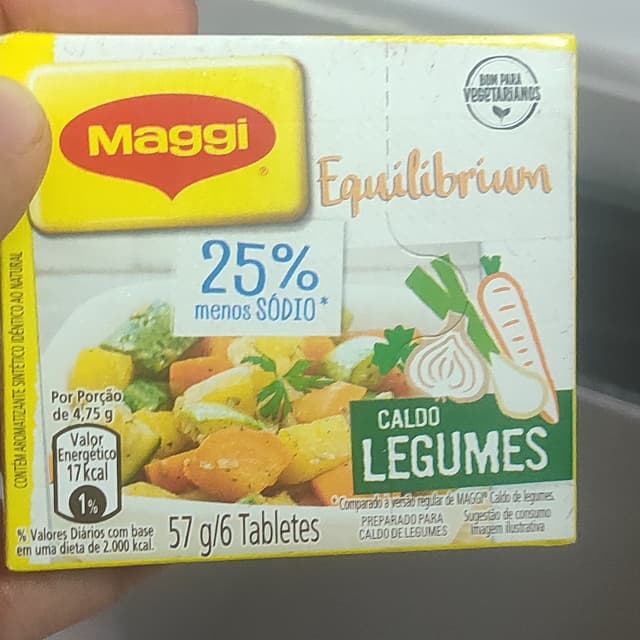 Maggi
®
BOM PARA
VEGETARIANOS
Equilibrium
25%
menos SÓDIO*
CONTÉM AROMATIZANTE SINTÉTICO IDÊNTICO AO NATURAL
Por Porção
de 4,75 g
Valor
Energético
17 kcal
1%
% Valores Diários com base
em uma dieta de 2.000 kcal.
57 g/6 Tabletes
CALDO
LEGUMES
*Comparado à versão regular de MAGGI® Caldo de legumes.
PREPARADO PARA
CALDO DE LEGUMES
Sugestão de consumo
Imagem ilustrativa